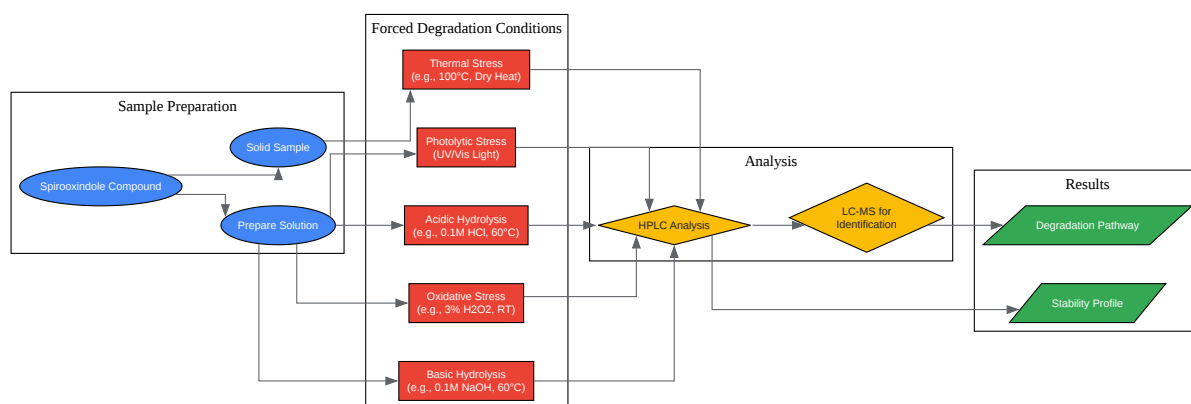 Sample Preparation
Spirooxindole Compound
Solid Sample
Prepare Solution
Forced Degradation Conditions
Thermal Stress
(e.g., 100°C, Dry Heat)
Photolytic Stress
(UV/Vis Light)
Acidic Hydrolysis
(e.g., 0.1M HCl, 60°C)
Oxidative Stress
(e.g., 3% H2O2, RT)
Basic Hydrolysis
(e.g., 0.1M NaOH, 60°C)
Analysis
HPLC Analysis
LC-MS for
Identification
Results
Degradation Pathway
Stability Profile